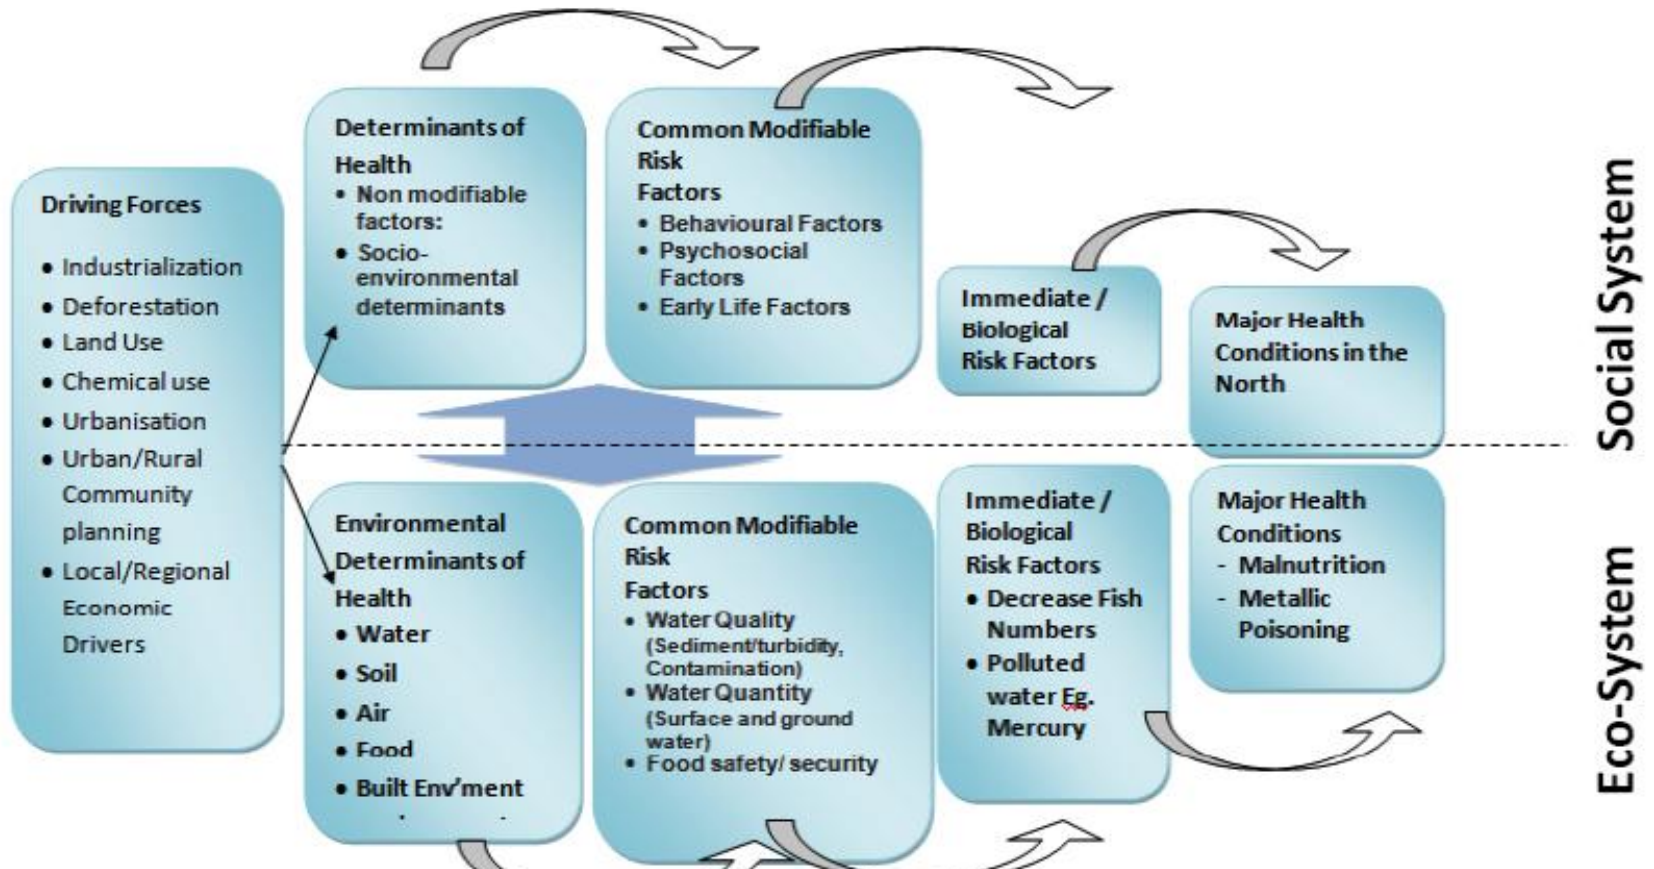 Driving Forces
• Industrialization
• Deforestation
• Land Use
• Chemical use
• Urbanisation
• Urban/Rural
Community
planning
• Local/Regional
Economic
Drivers
Determinants of
Health
• Non modifiable
factors:
• Socio-
environmental
determinants
Common Modifiable
Risk
Factors
• Behavioural Factors
• Psychosocial
Factors
• Early Life Factors
Immediate /
Biological
Risk Factors
Major Health
Conditions in the
North
Social System
Environmental
Determinants of
Health
• Water
• Soil
• Air
• Food
• Built Env’ment
Common Modifiable
Risk
Factors
• Water Quality
(Sediment/turbidity,
Contamination)
• Water Quantity
(Surface and ground
water)
• Food safety/ security
Immediate /
Biological
Risk Factors
• Decrease Fish
Numbers
• Polluted
water Eg.
Mercury
Major Health
Conditions
- Malnutrition
- Metallic
Poisoning
Eco-System